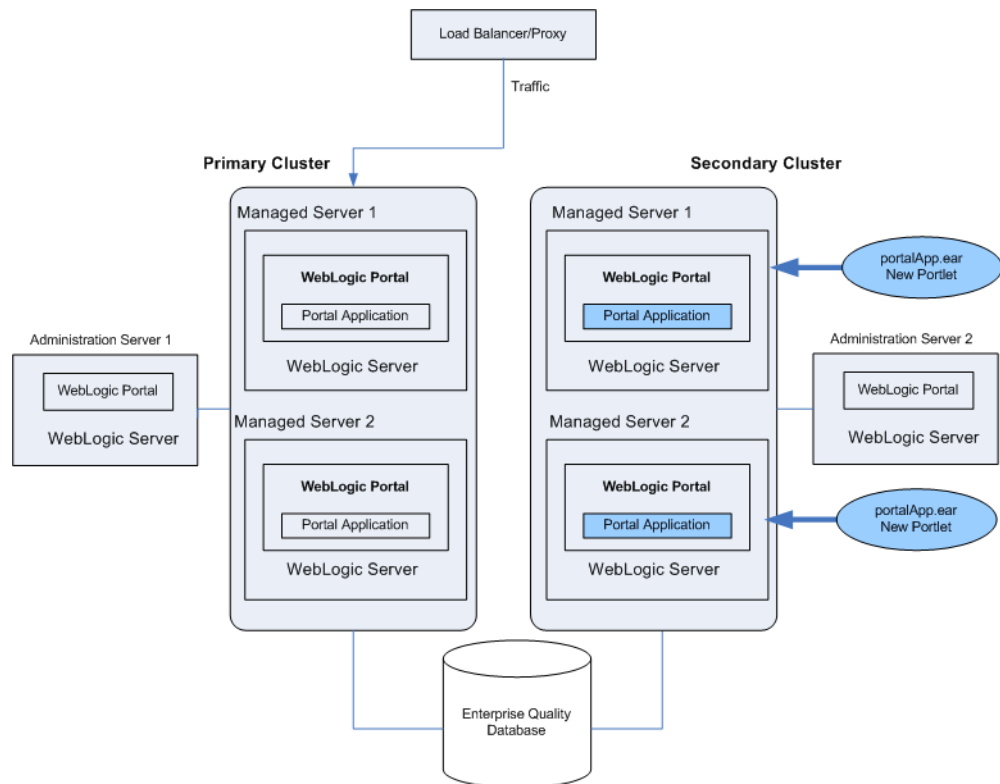 Load Balancer/Proxy
Traffic
Primary Cluster
Secondary Cluster
Managed Server 1
WebLogic Portal
Portal Application
WebLogic Server
Managed Server 2
WebLogic Portal
Portal Application
WebLogic Server
Managed Server 1
WebLogic Portal
Portal Application
WebLogic Server
Managed Server 2
WebLogic Portal
Portal Application
WebLogic Server
portalApp.ear
New Portlet
portalApp.ear
New Portlet
Administration Server 1
WebLogic Portal
WebLogic Server
Administration Server 2
WebLogic Portal
WebLogic Server
Enterprise Quality
Database